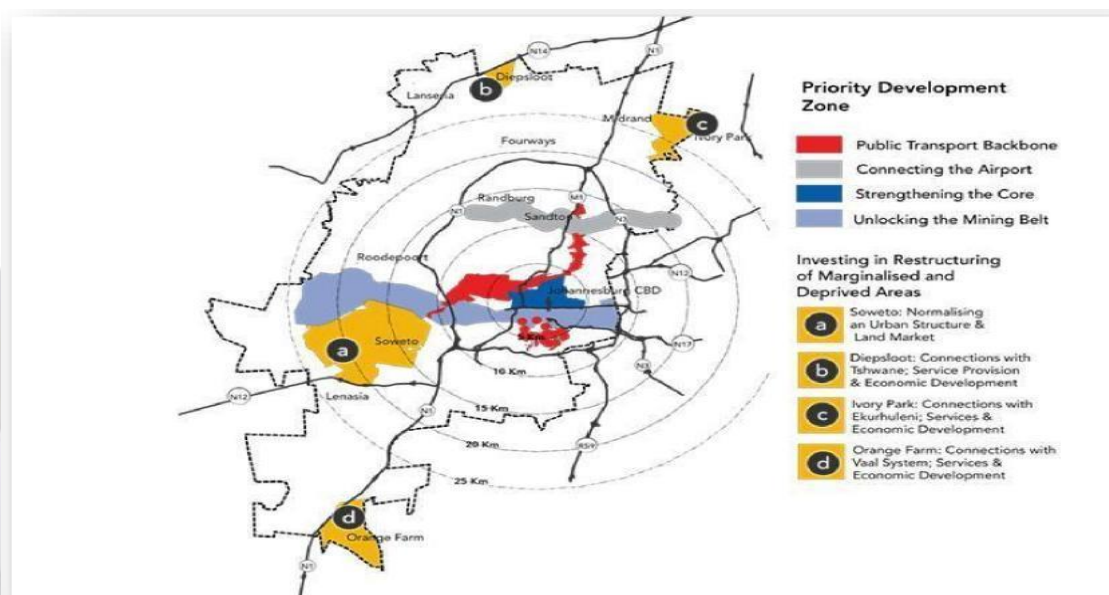 N14
N1
Diepsloot
b
Lanseria
Midrand
c
Ivory Park
Fourways
Randburg
N1
M1
Sandton
N3
Roodepoort
N12
Johannesburg CBD
Soweto
a
5 Km
N17
10 Km
N3
Lenasia
N12
N1
15 Km
20 Km
R59
25 Km
d
Orange Farm
N1
Priority Development
Zone
Public Transport Backbone
Connecting the Airport
Strengthening the Core
Unlocking the Mining Belt
Investing in Restructuring
of Marginalised and
Deprived Areas
a
Soweto: Normalising
an Urban Structure &
Land Market
b
Diepsloot: Connections with
Tshwane; Service Provision
& Economic Development
c
Ivory Park: Connections with
Ekurhuleni; Services &
Economic Development
d
Orange Farm: Connections with
Vaal System; Services &
Economic Development